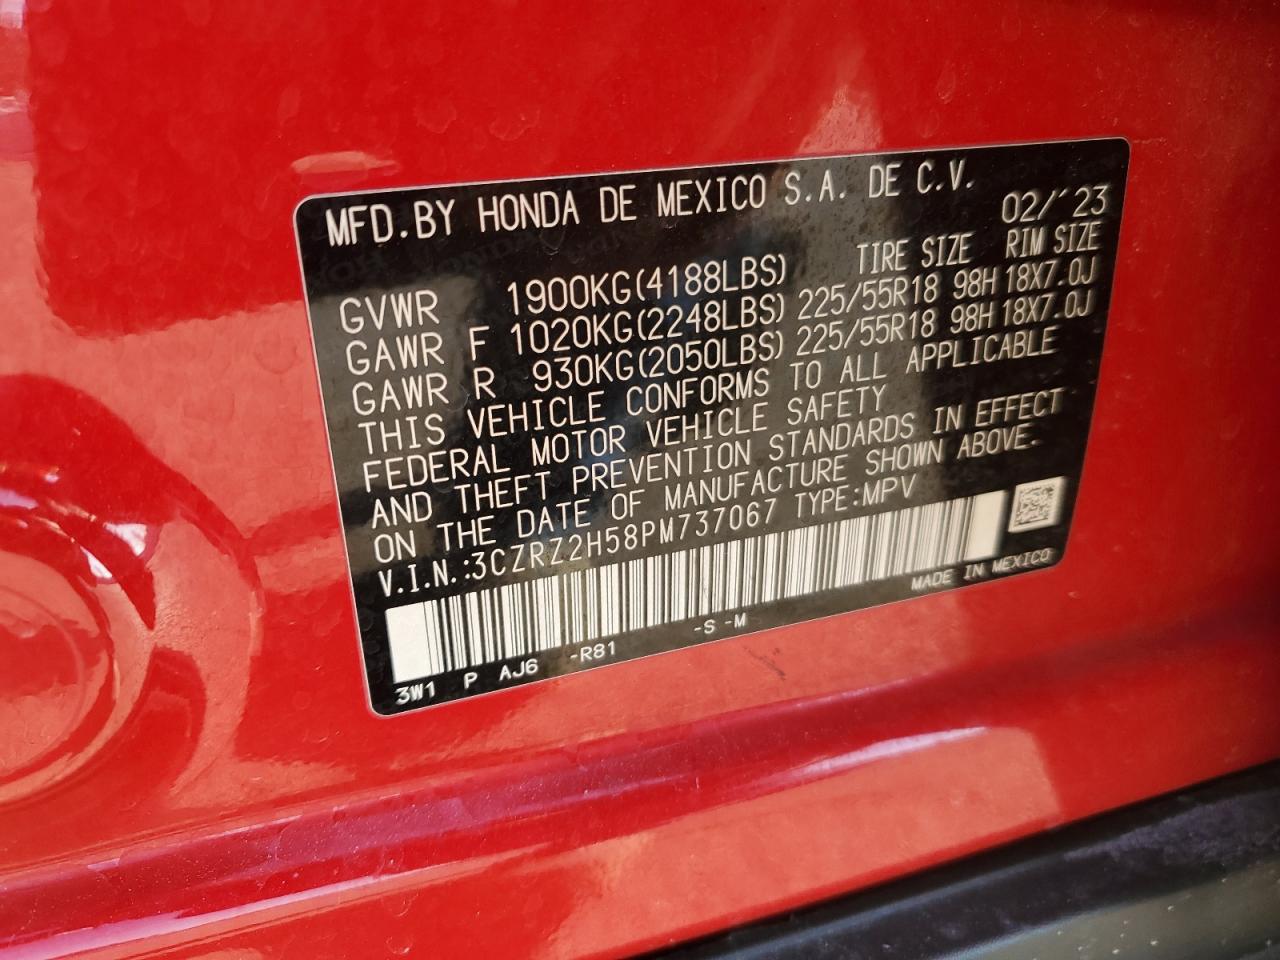 MFD.BY HONDA DE MEXICO S.A. DE C.V.
02/'23
TIRE SIZE RIM SIZE
GVWR 1900KG(4188LBS)
GAWR F 1020KG(2248LBS) 225/55R18 98H 18X7.0J
GAWR R 930KG(2050LBS) 225/55R18 98H 18X7.0J
THIS VEHICLE CONFORMS TO ALL APPLICABLE
FEDERAL MOTOR VEHICLE SAFETY
AND THEFT PREVENTION STANDARDS IN EFFECT
ON THE DATE OF MANUFACTURE SHOWN ABOVE.
V.I.N.:3CZRZ2H58PM737067 TYPE:MPV
MADE IN MEXICO
3W1 P AJ6 -R81 -S -M